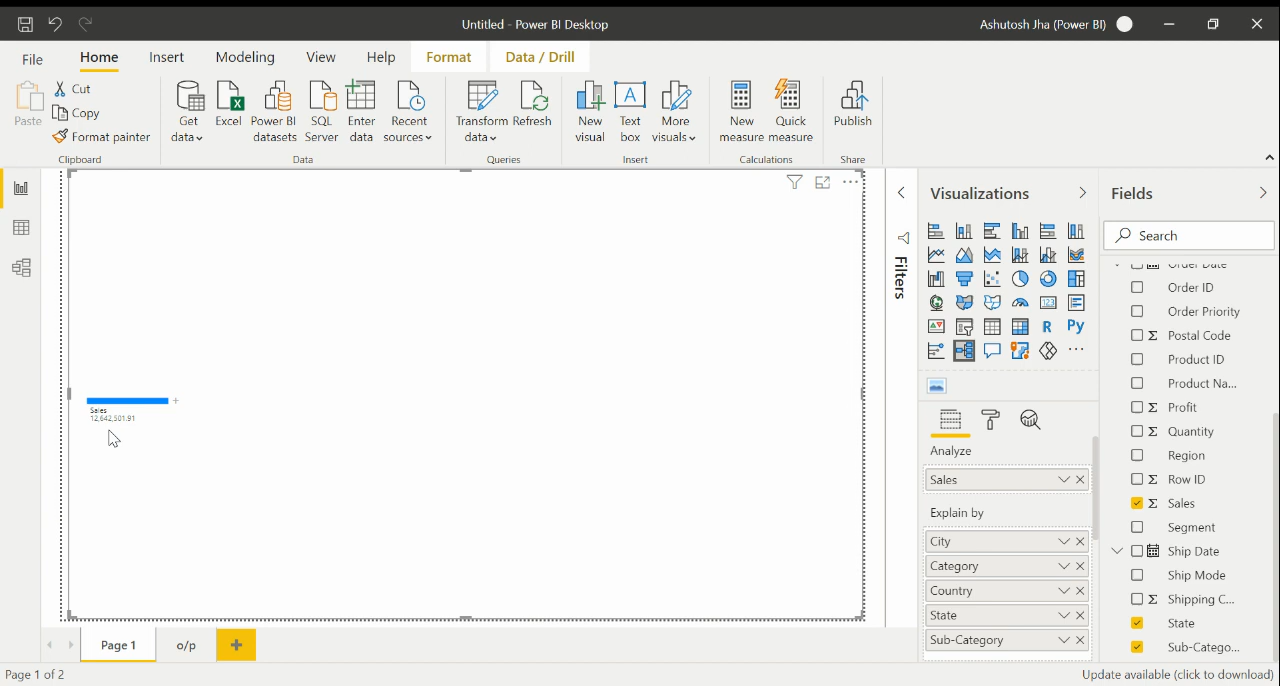 Untitled - Power BI Desktop
Ashutosh Jha (Power BI)
File
Home
Insert
Modeling
View
Help
Format
Data / Drill
Paste
Cut
Copy
Format painter
Clipboard
Get data
Excel
Power BI datasets
SQL Server
Enter data
Recent sources
Data
Transform data
Refresh
Queries
New visual
Text box
More visuals
Insert
New measure
Quick measure
Calculations
Publish
Share
Sales
12,642,501.91
Filters
Visualizations
R
Py
123
Analyze
Sales
Explain by
City
Category
Country
State
Sub-Category
Fields
Search
Order Date
Order ID
Order Priority
Postal Code
Product ID
Product Na...
Profit
Quantity
Region
Row ID
Sales
Segment
Ship Date
Ship Mode
Shipping C...
State
Sub-Catego...
Page 1
o/p
Page 1 of 2
Update available (click to download)